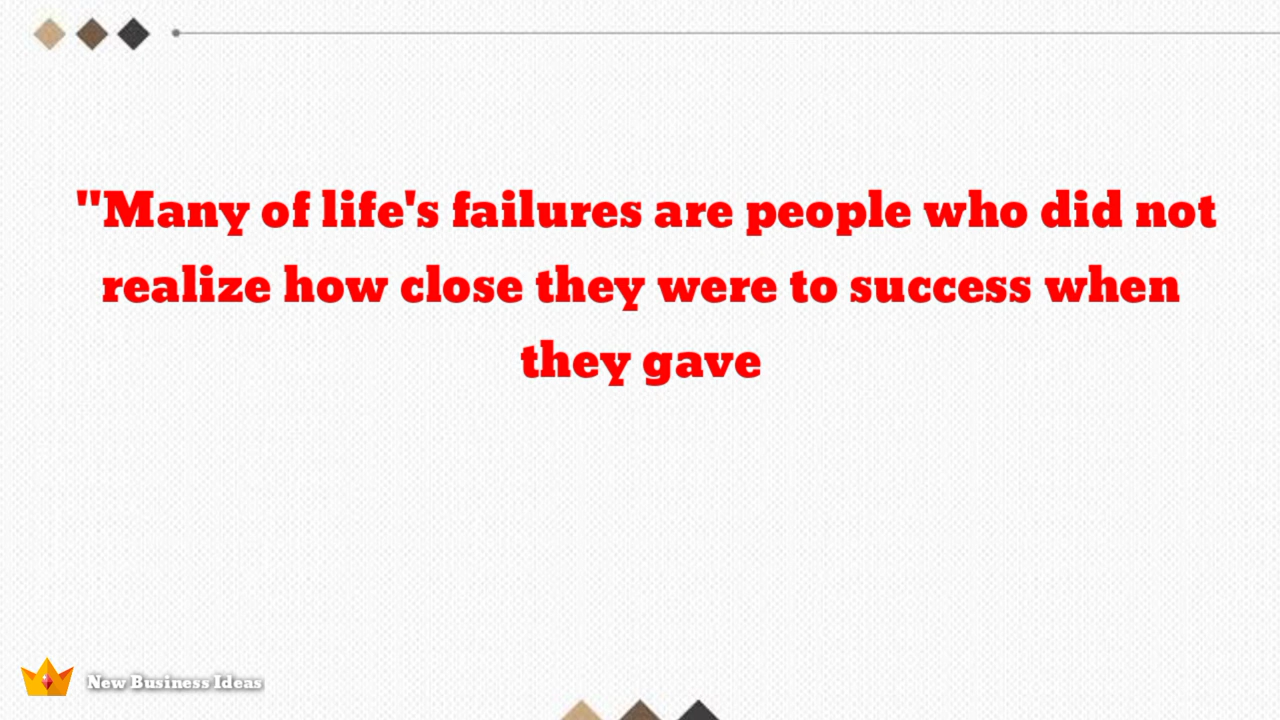 "Many of life's failures are people who did not
realize how close they were to success when
they gave
New Business Ideas